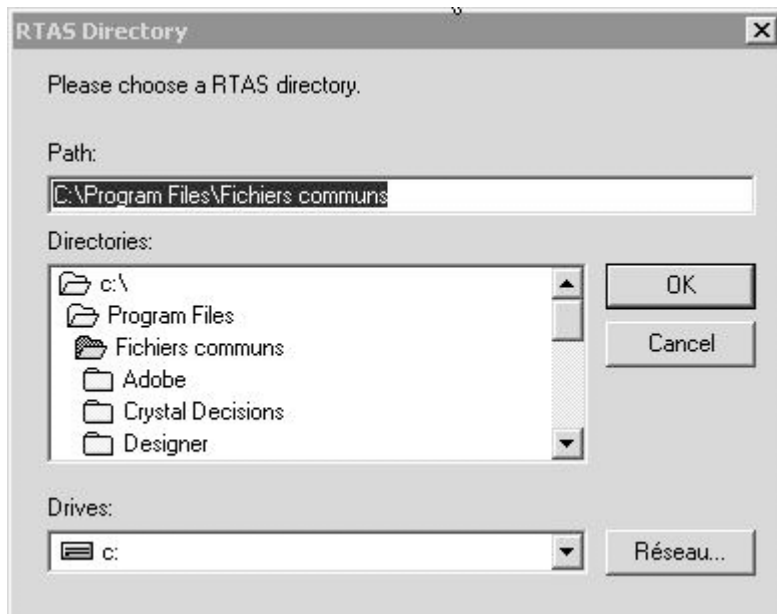 RTAS Directory
Please choose a RTAS directory.
Path:
C:\Program Files\Fichiers communs
Directories:
c:\
Program Files
Fichiers communs
Adobe
Crystal Decisions
Designer
OK
Cancel
Drives:
c:
Réseau...